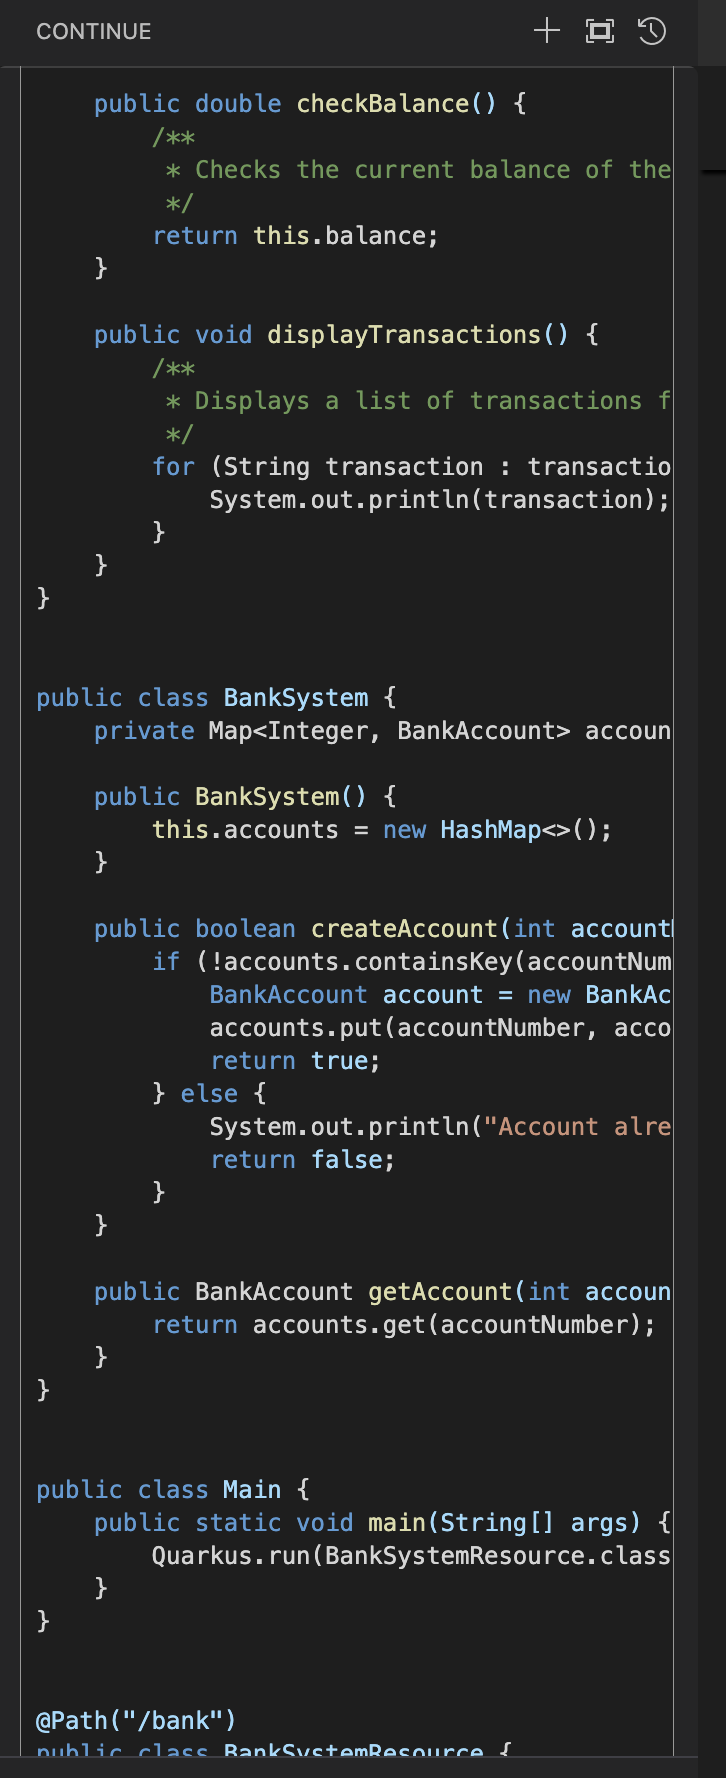 CONTINUE
public double checkBalance() {
/**
* Checks the current balance of the
*/
return this.balance;
}
public void displayTransactions() {
/**
* Displays a list of transactions f
*/
for (String transaction : transactio
System.out.println(transaction);
}
}
}
public class BankSystem {
private Map<Integer, BankAccount> accoun
public BankSystem() {
this.accounts = new HashMap<>();
}
public boolean createAccount(int account
if (!accounts.containsKey(accountNum
BankAccount account = new BankAc
accounts.put(accountNumber, acco
return true;
} else {
System.out.println("Account alre
return false;
}
}
public BankAccount getAccount(int accoun
return accounts.get(accountNumber);
}
}
public class Main {
public static void main(String[] args) {
Quarkus.run(BankSystemResource.class
}
}
@Path("/bank")
public class BankSystemResource {